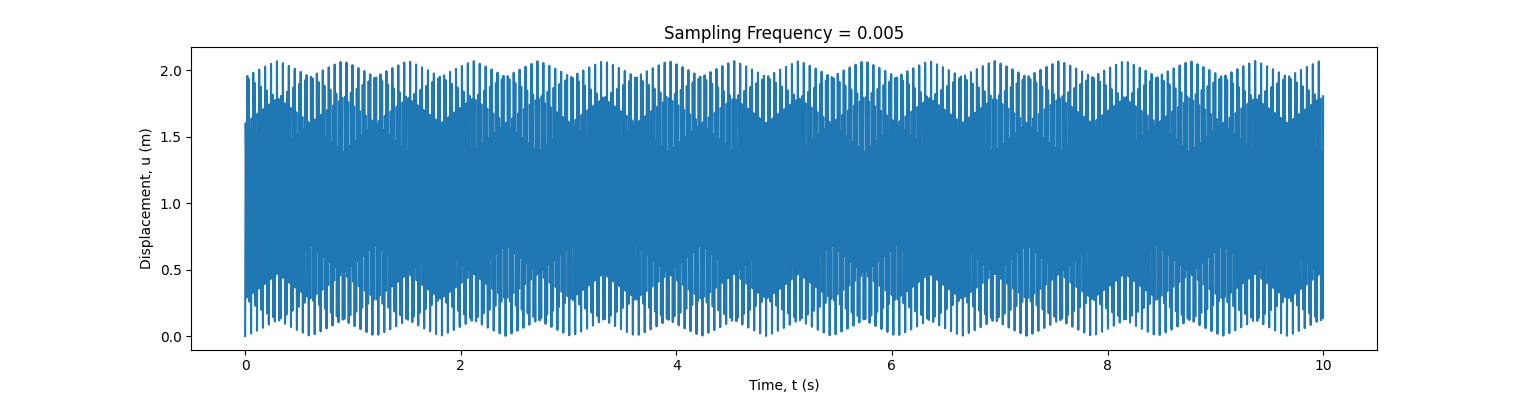 Sampling Frequency = 0.005
Displacement, u (m)
2.0
1.5
1.0
0.5
0.0
0 2 4 6 8 10
Time, t (s)